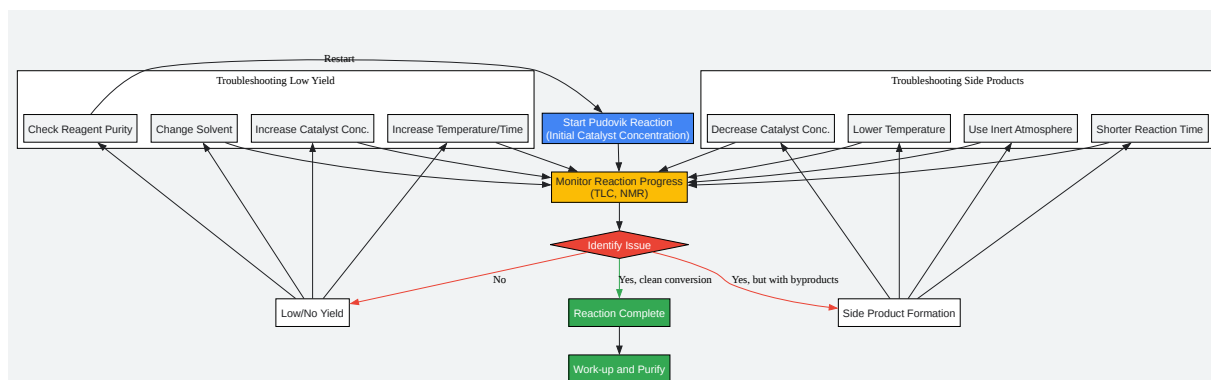 Restart
Troubleshooting Low Yield
Troubleshooting Side Products
Check Reagent Purity
Change Solvent
Increase Catalyst Conc.
Increase Temperature/Time
Start Pudovik Reaction
(Initial Catalyst Concentration)
Decrease Catalyst Conc.
Lower Temperature
Use Inert Atmosphere
Shorter Reaction Time
Monitor Reaction Progress
(TLC, NMR)
Identify Issue
No
Yes, clean conversion
Yes, but with byproducts
Low/No Yield
Reaction Complete
Side Product Formation
Work-up and Purify